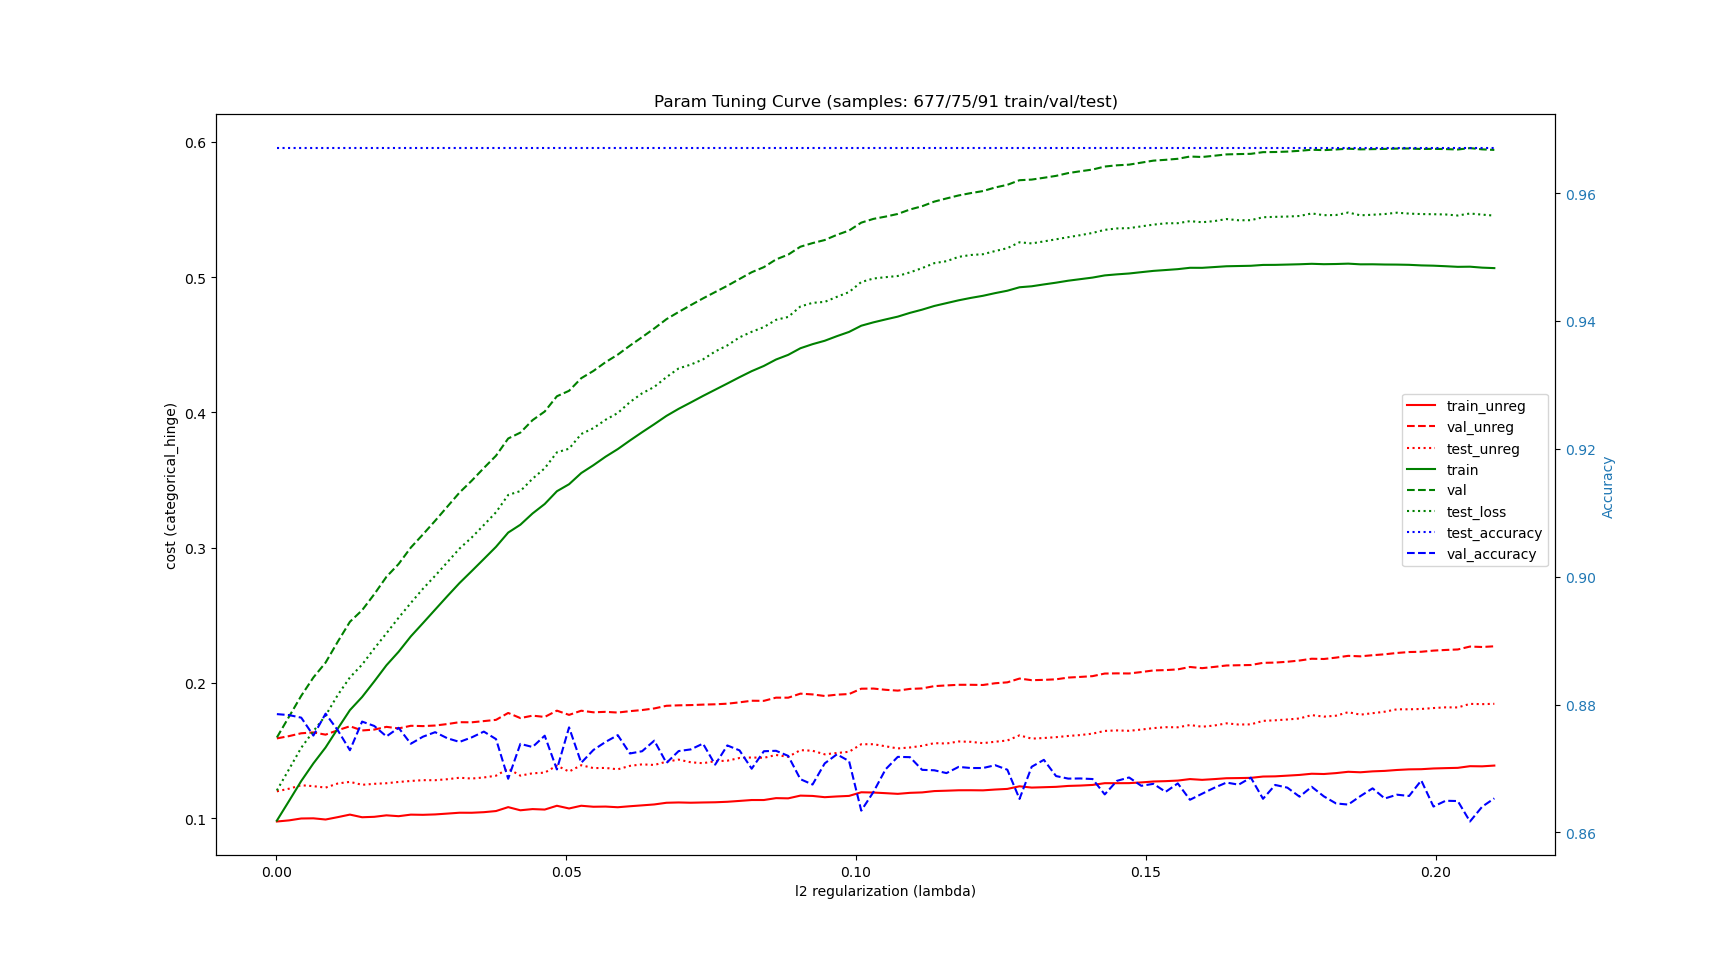 Param Tuning Curve (samples: 677/75/91 train/val/test)
0.6
0.5
0.4
0.3
0.2
0.1
cost (categorical_hinge)
0.00
0.05
0.10
0.15
0.20
l2 regularization (lambda)
0.96
0.94
0.92
0.90
0.88
0.86
Accuracy
train_unreg
val_unreg
test_unreg
train
val
test_loss
test_accuracy
val_accuracy